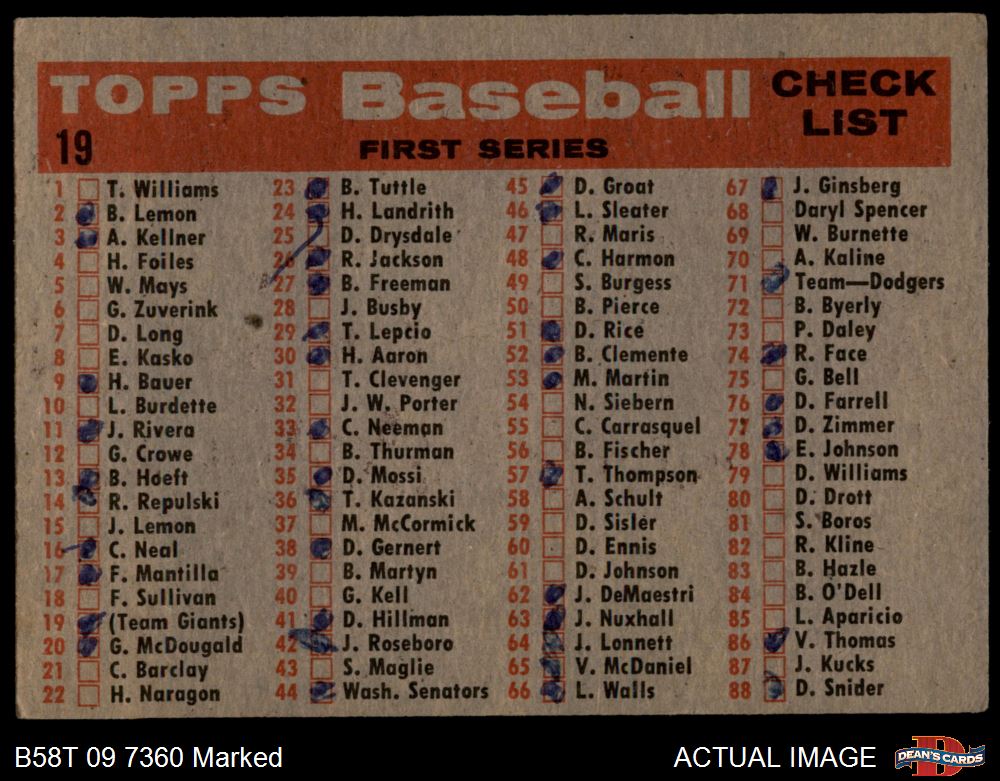 TOPPS Baseball CHECK LIST
19 FIRST SERIES
1 T. Williams
2 B. Lemon
3 A. Kellner
4 H. Foiles
5 W. Mays
6 G. Zuverink
7 D. Long
8 E. Kasko
9 H. Bauer
10 L. Burdette
11 J. Rivera
12 G. Crowe
13 B. Hoeft
14 R. Repulski
15 J. Lemon
16 C. Neal
17 F. Mantilla
18 F. Sullivan
19 (Team Giants)
20 G. McDougald
21 C. Barclay
22 H. Naragon
23 B. Tuttle
24 H. Landrith
25 D. Drysdale
26 R. Jackson
27 B. Freeman
28 J. Busby
29 T. Lepcio
30 H. Aaron
31 T. Clevenger
32 J. W. Porter
33 C. Neeman
34 B. Thurman
35 D. Mossi
36 T. Kazanski
37 M. McCormick
38 D. Gernert
39 B. Martyn
40 G. Kell
41 D. Hillman
42 J. Roseboro
43 S. Maglie
44 Wash. Senators
45 D. Groat
46 L. Sleater
47 R. Maris
48 C. Harmon
49 S. Burgess
50 B. Pierce
51 D. Rice
52 B. Clemente
53 M. Martin
54 N. Siebern
55 C. Carrasquel
56 B. Fischer
57 T. Thompson
58 A. Schult
59 D. Sisler
60 D. Ennis
61 D. Johnson
62 J. DeMaestri
63 J. Nuxhall
64 J. Lonnett
65 V. McDaniel
66 L. Walls
67 J. Ginsberg
68 Daryl Spencer
69 W. Burnette
70 A. Kaline
71 Team—Dodgers
72 B. Byerly
73 P. Daley
74 R. Face
75 G. Bell
76 D. Farrell
77 D. Zimmer
78 E. Johnson
79 D. Williams
80 D. Drott
81 S. Boros
82 R. Kline
83 B. Hazle
84 B. O'Dell
85 L. Aparicio
86 V. Thomas
87 J. Kucks
88 D. Snider
B58T 09 7360 Marked
ACTUAL IMAGE
DEAN'S CARDS